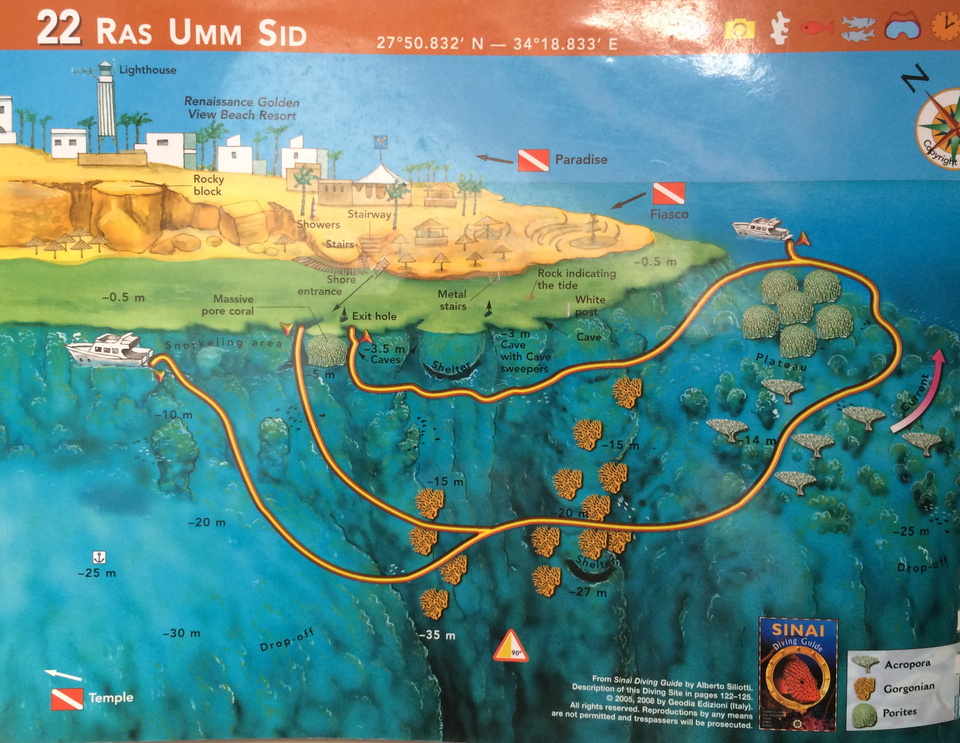 22 RAS UMM SID
27°50.832' N — 34°18.833' E
N
Copyright
Lighthouse
Renaissance Golden
View Beach Resort
Paradise
Fiasco
Rocky
block
Showers
Stairway
Stairs
Shore
entrance
-0.5 m
-0.5 m
Massive
pore coral
Exit hole
Metal
stairs
Rock indicating
the tide
White
post
Cave
-3 m
Cave
with Cave
sweepers
Snorkeling area
-3.5 m
Caves
Shelter
-5 m
Plateau
Current
-10 m
-14 m
-15 m
-15 m
-20 m
-20 m
-25 m
-25 m
Drop-off
Shelter
-27 m
-30 m
Drop-off
-35 m
90°
Temple
From Sinai Diving Guide by Alberto Siliotti.
Description of this Diving Site in pages 122-125.
© 2005, 2008 by Geodia Edizioni (Italy).
All rights reserved. Reproductions by any means
are not permitted and trespassers will be prosecuted.
SINAI
Diving Guide
Acropora
Gorgonian
Porites